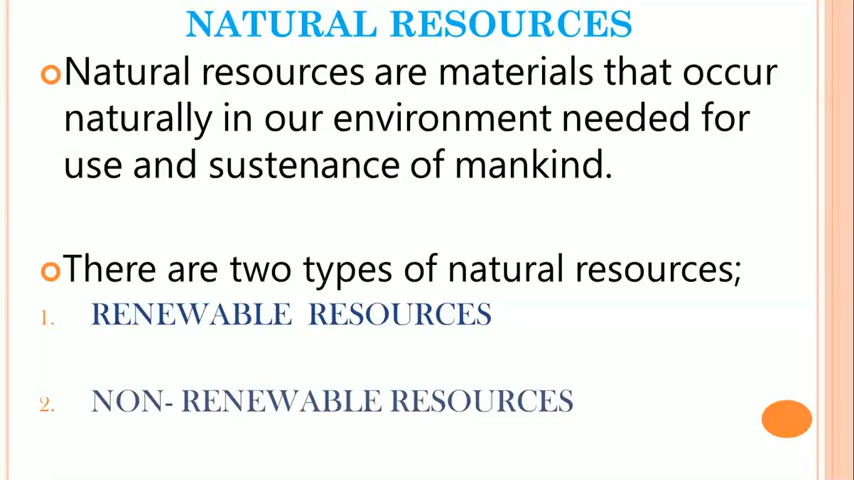 NATURAL RESOURCES
Natural resources are materials that occur
naturally in our environment needed for
use and sustenance of mankind.
There are two types of natural resources;
1. RENEWABLE RESOURCES
2. NON- RENEWABLE RESOURCES